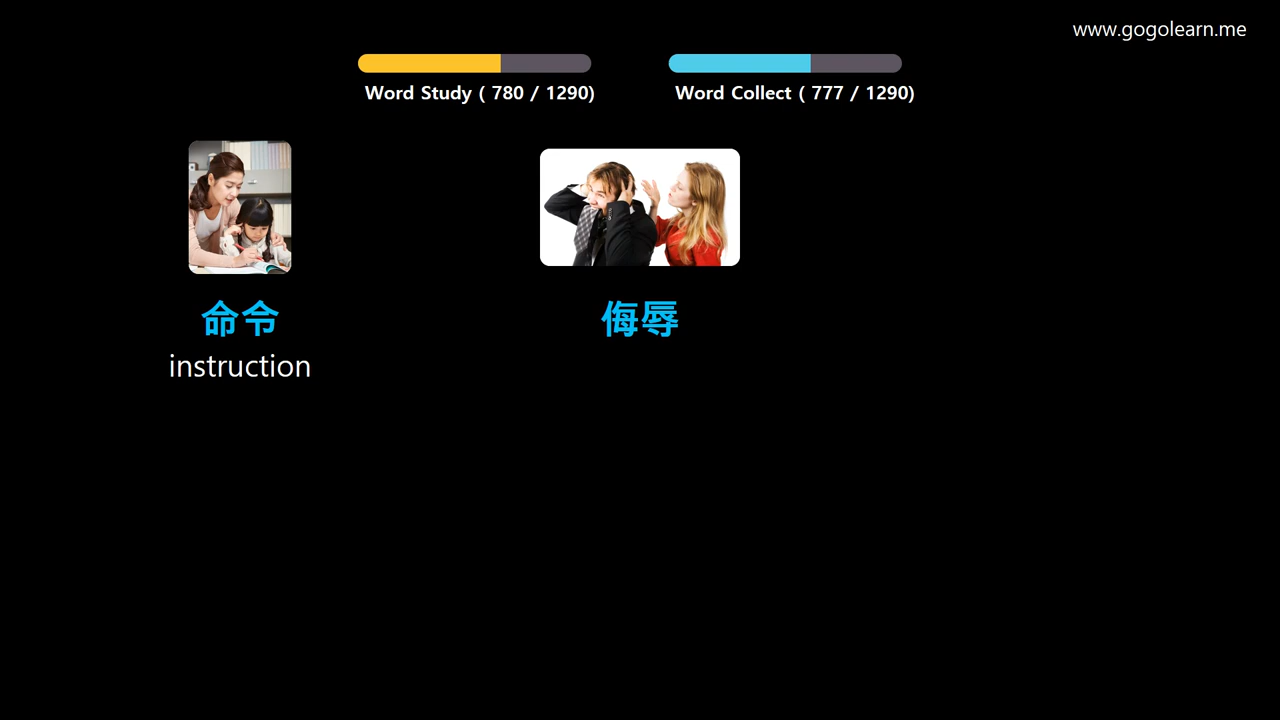 www.gogolearn.me
Word Study ( 780 / 1290)
Word Collect ( 777 / 1290)
命令
instruction
侮辱